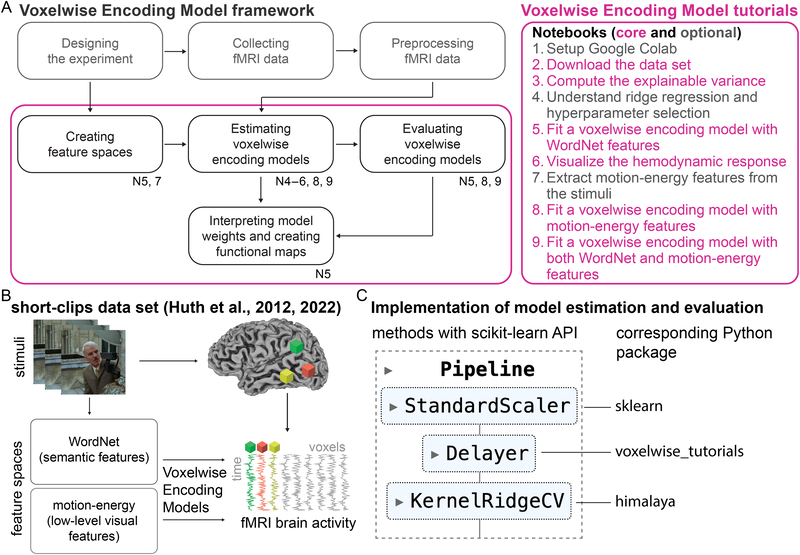 A Voxelwise Encoding Model framework
Designing
the experiment
Collecting
fMRI data
Preprocessing
fMRI data
Creating
feature spaces
Estimating
voxelwise
encoding models
Evaluating
voxelwise
encoding models
N5, 7
N4–6, 8, 9
N5, 8, 9
Interpreting model
weights and creating
functional maps
N5
Voxelwise Encoding Model tutorials
Notebooks (core and optional)
1. Setup Google Colab
2. Download the data set
3. Compute the explainable variance
4. Understand ridge regression and
hyperparameter selection
5. Fit a voxelwise encoding model with
WordNet features
6. Visualize the hemodynamic response
7. Extract motion-energy features from
the stimuli
8. Fit a voxelwise encoding model with
motion-energy features
9. Fit a voxelwise encoding model with
both WordNet and motion-energy
features
B short-clips data set (Huth et al., 2012, 2022)
stimuli
feature spaces
WordNet
(semantic features)
motion-energy
(low-level visual
features)
Voxelwise
Encoding
Models
voxels
time
fMRI brain activity
C Implementation of model estimation and evaluation
methods with scikit-learn API
corresponding Python
package
Pipeline
StandardScaler
sklearn
Delayer
voxelwise_tutorials
KernelRidgeCV
himalaya